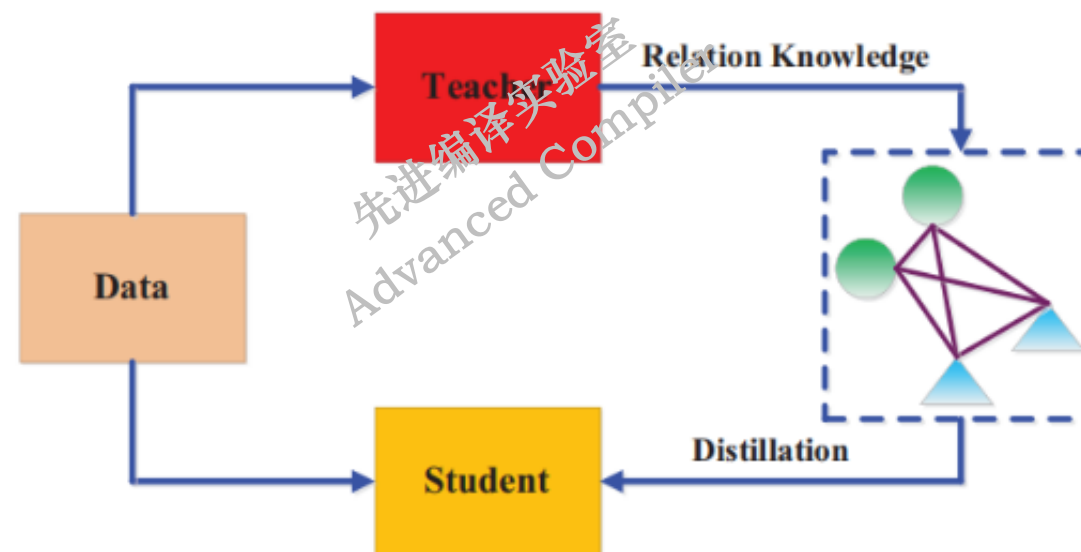 Teacher
Relation Knowledge
先进编译实验室
Advanced Compiler
Data
Distillation
Student